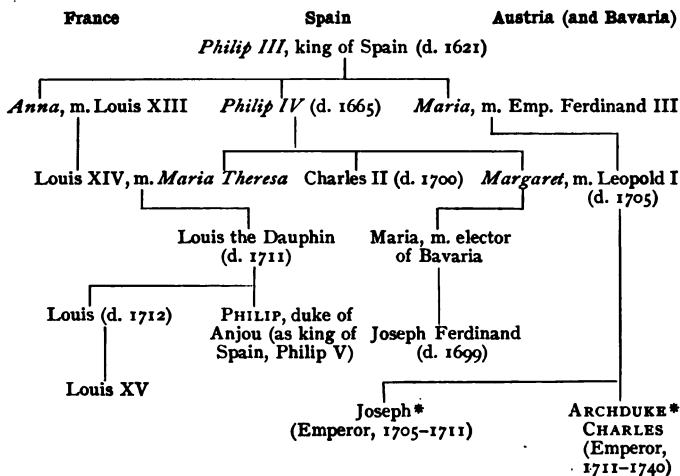 France Spain Austria (and Bavaria)
Philip III, king of Spain (d. 1621)
Anna, m. Louis XIII Philip IV (d. 1665) Maria, m. Emp. Ferdinand III
Louis XIV, m. Maria Theresa Charles II (d. 1700) Margaret, m. Leopold I
(d. 1705)
Louis the Dauphin Maria, m. elector
(d. 1711) of Bavaria
Louis (d. 1712) PHILIP, duke of
Anjou (as king of Joseph Ferdinand
Spain, Philip V) (d. 1699)
Louis XV
Joseph* ARCHDUKE*
(Emperor, 1705–1711) CHARLES
(Emperor,
1711–1740)